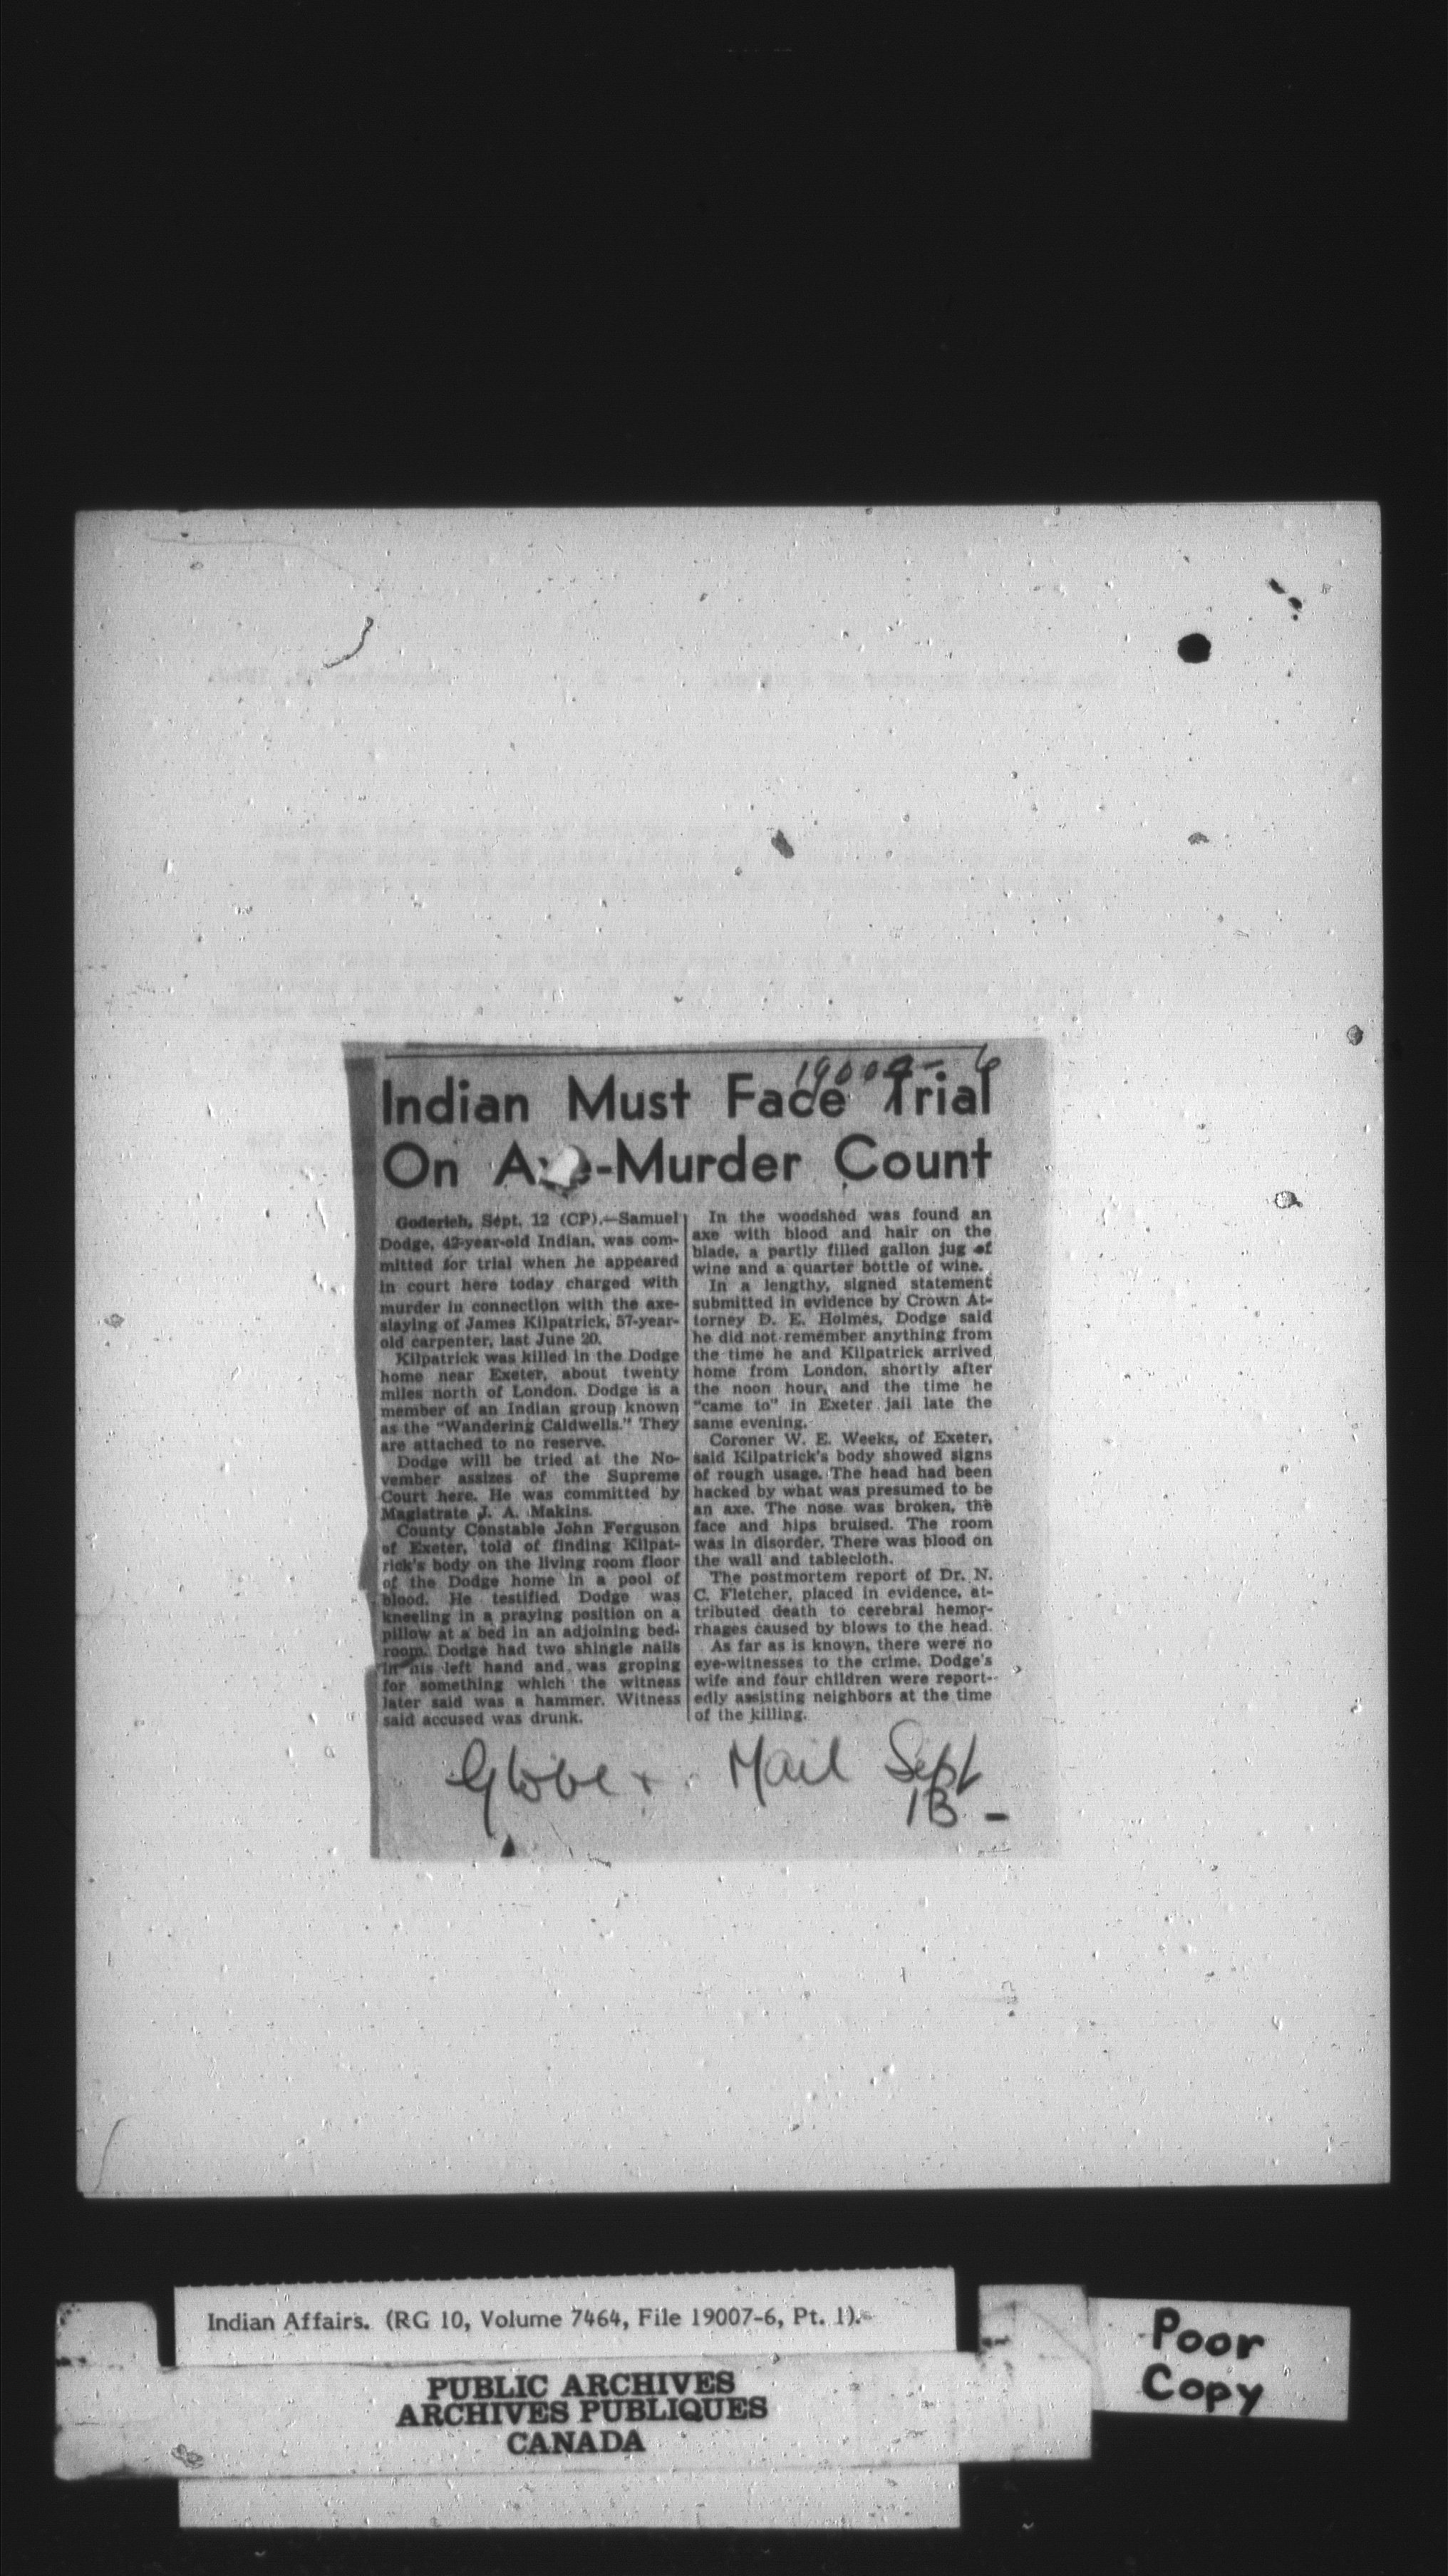 19007-6
Indian Must Face Trial
On Axe-Murder Count
Goderich, Sept. 12 (CP).—Samuel
Dodge, 42-year-old Indian, was com-
mitted for trial when he appeared
in court here today charged with
murder in connection with the axe-
slaying of James Kilpatrick, 57-year-
old carpenter, last June 20.
Kilpatrick was killed in the Dodge
home near Exeter, about twenty
miles north of London. Dodge is a
member of an Indian group known
as the "Wandering Caldwells." They
are attached to no reserve.
Dodge will be tried at the No-
vember assizes of the Supreme
Court here. He was committed by
Magistrate J. A. Makins.
County Constable John Ferguson
of Exeter, told of finding Kilpat-
rick's body on the living room floor
of the Dodge home in a pool of
blood. He testified Dodge was
kneeling in a praying position on a
pillow at a bed in an adjoining bed-
room. Dodge had two shingle nails
in his left hand and was groping
for something which the witness
later said was a hammer. Witness
said accused was drunk.
In the woodshed was found an
axe with blood and hair on the
blade, a partly filled gallon jug of
wine and a quarter bottle of wine.
In a lengthy, signed statement
submitted in evidence by Crown At-
torney D. E. Holmes, Dodge said
he did not remember anything from
the time he and Kilpatrick arrived
home from London, shortly after
the noon hour, and the time he
"came to" in Exeter jail late the
same evening.
Coroner W. E. Weeks, of Exeter,
said Kilpatrick's body showed signs
of rough usage. The head had been
hacked by what was presumed to be
an axe. The nose was broken, the
face and hips bruised. The room
was in disorder. There was blood on
the wall and tablecloth.
The postmortem report of Dr. N.
C. Fletcher, placed in evidence, at-
tributed death to cerebral hemor-
rhages caused by blows to the head.
As far as is known, there were no
eye-witnesses to the crime. Dodge's
wife and four children were report-
edly assisting neighbors at the time
of the killing.
Globe + Mail Sept
13 -
Indian Affairs. (RG 10, Volume 7464, File 19007-6, Pt. 1).
PUBLIC ARCHIVES
ARCHIVES PUBLIQUES
CANADA
Poor
Copy